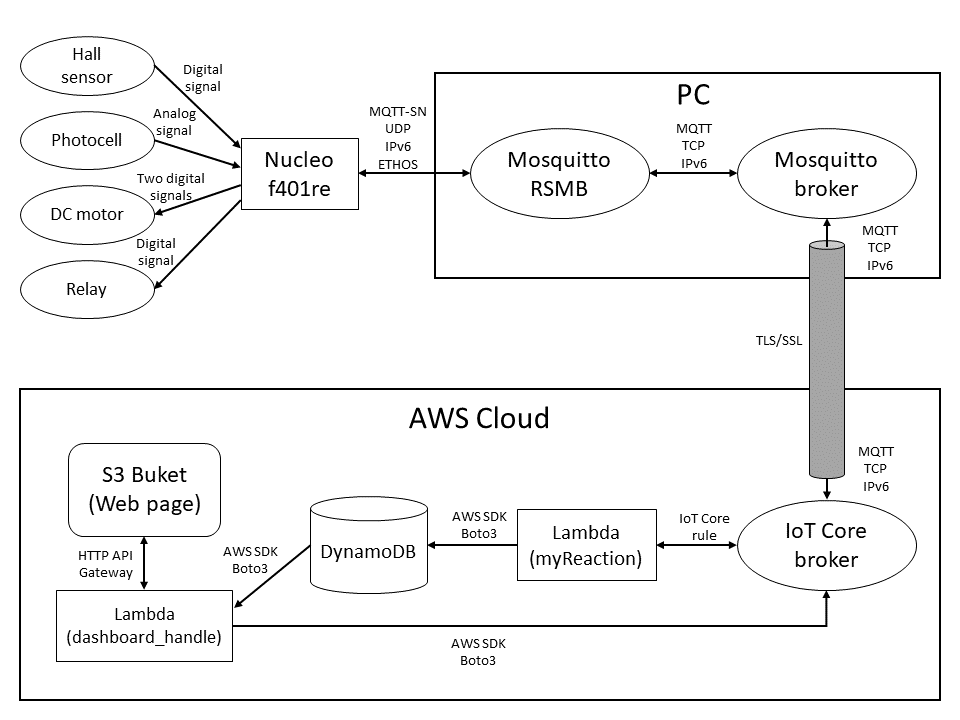 Hall
sensor
Digital
signal
Photocell
Analog
signal
DC motor
Two digital
signals
Relay
Digital
signal
Nucleo
f401re
MQTT-SN
UDP
IPv6
ETHOS
PC
Mosquitto
RSMB
MQTT
TCP
IPv6
Mosquitto
broker
MQTT
TCP
IPv6
TLS/SSL
AWS Cloud
MQTT
TCP
IPv6
S3 Buket
(Web page)
HTTP API
Gateway
Lambda
(dashboard_handle)
AWS SDK
Boto3
DynamoDB
AWS SDK
Boto3
Lambda
(myReaction)
IoT Core
rule
IoT Core
broker
AWS SDK
Boto3